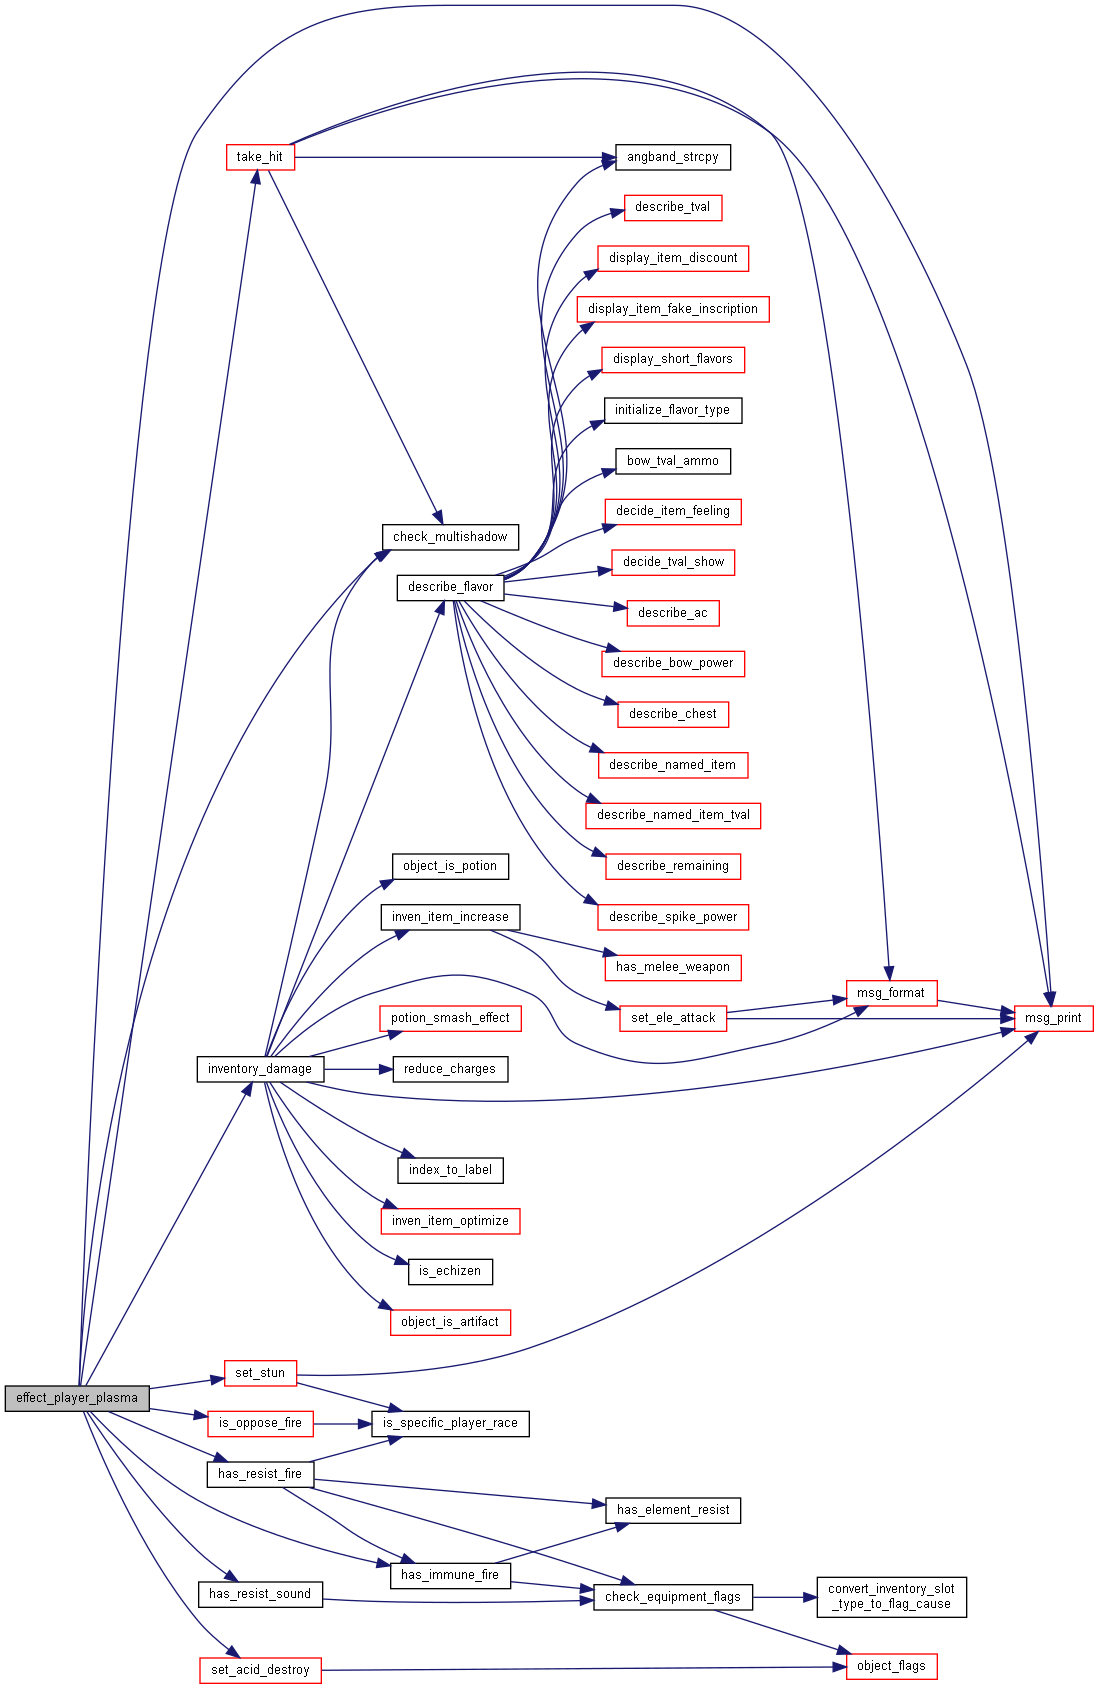 take_hit
angband_strcpy
describe_tval
display_item_discount
display_item_fake_inscription
display_short_flavors
initialize_flavor_type
bow_tval_ammo
decide_item_feeling
check_multishadow
decide_tval_show
describe_flavor
describe_ac
describe_bow_power
describe_chest
describe_named_item
describe_named_item_tval
object_is_potion
describe_remaining
inven_item_increase
describe_spike_power
has_melee_weapon
msg_format
potion_smash_effect
set_ele_attack
msg_print
inventory_damage
reduce_charges
index_to_label
inven_item_optimize
is_echizen
object_is_artifact
set_stun
effect_player_plasma
is_oppose_fire
is_specific_player_race
has_resist_fire
has_element_resist
has_immune_fire
has_resist_sound
check_equipment_flags
convert_inventory_slot
_type_to_flag_cause
set_acid_destroy
object_flags